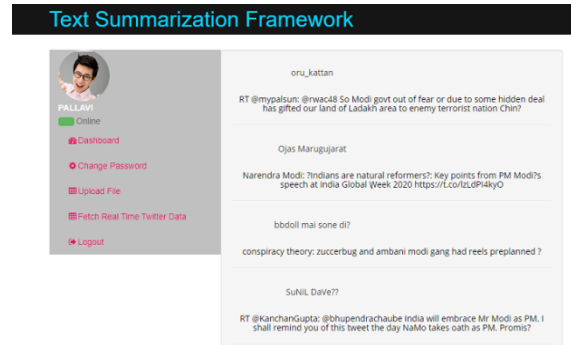 Text Summarization Framework
PALLAVI
Online
Dashboard
Change Password
Upload File
Fetch Real Time Twitter Data
Logout
oru_kattan
RT @mypalsun: @rwac48 So Modi govt out of fear or due to some hidden deal
has gifted our land of Ladakh area to enemy terrorist nation Chin?
Ojas Marugujarat
Narendra Modi: ?Indians are natural reformers?: Key points from PM Modi?s
speech at India Global Week 2020 https://t.co/lzLdPl4kyO
bbdoll mai sone di?
conspiracy theory: zuccerbug and ambani modi gang had reels preplanned ?
SuNiL DaVe??
RT @KanchanGupta: @bhupendrachaube India will embrace Mr Modi as PM. I
shall remind you of this tweet the day NaMo takes oath as PM. Promis?